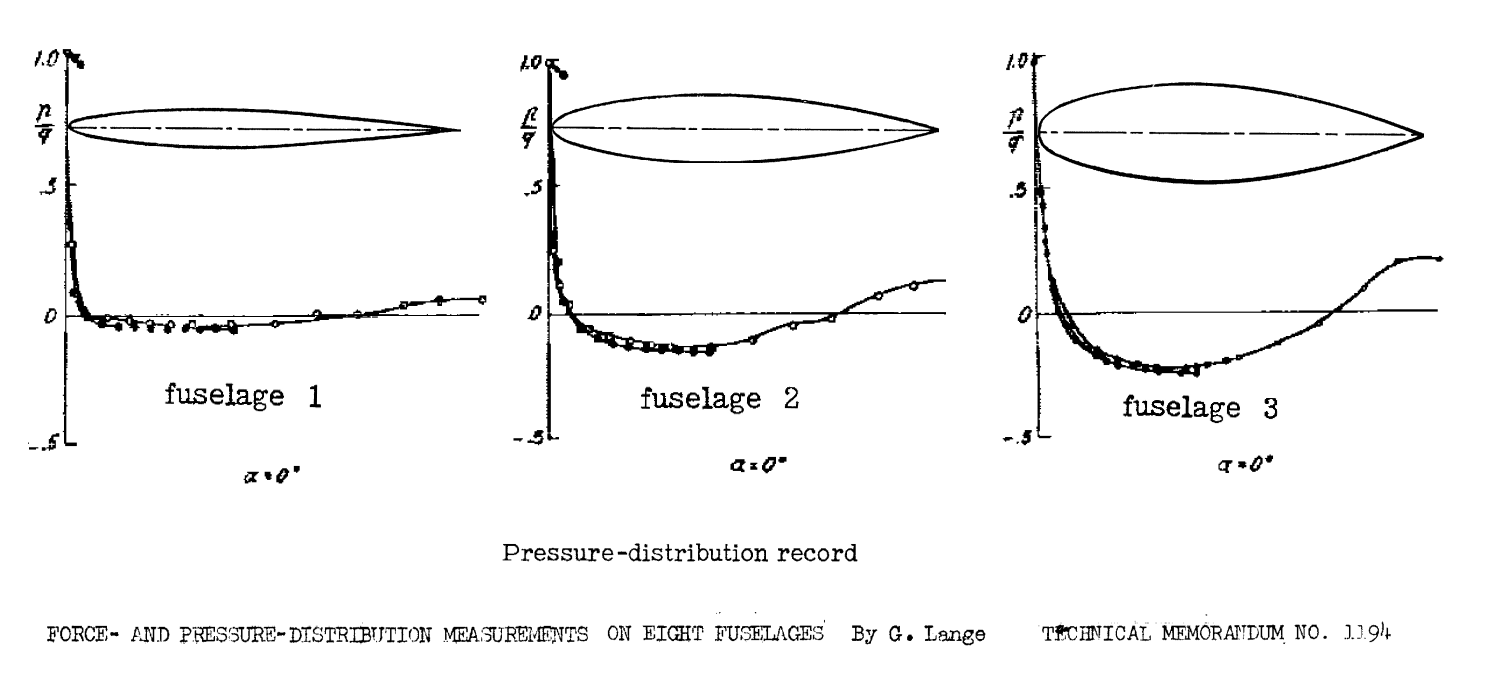 1.0
p/q
.5
0
-.5
fuselage 1
α = 0°
1.0
p/q
.5
0
-.5
fuselage 2
α = 0°
1.0
p/q
.5
0
-.5
fuselage 3
α = 0°
Pressure-distribution record
FORCE- AND PRESSURE-DISTRIBUTION MEASUREMENTS ON EIGHT FUSELAGES By G. Lange TECHNICAL MEMORANDUM NO. 1194